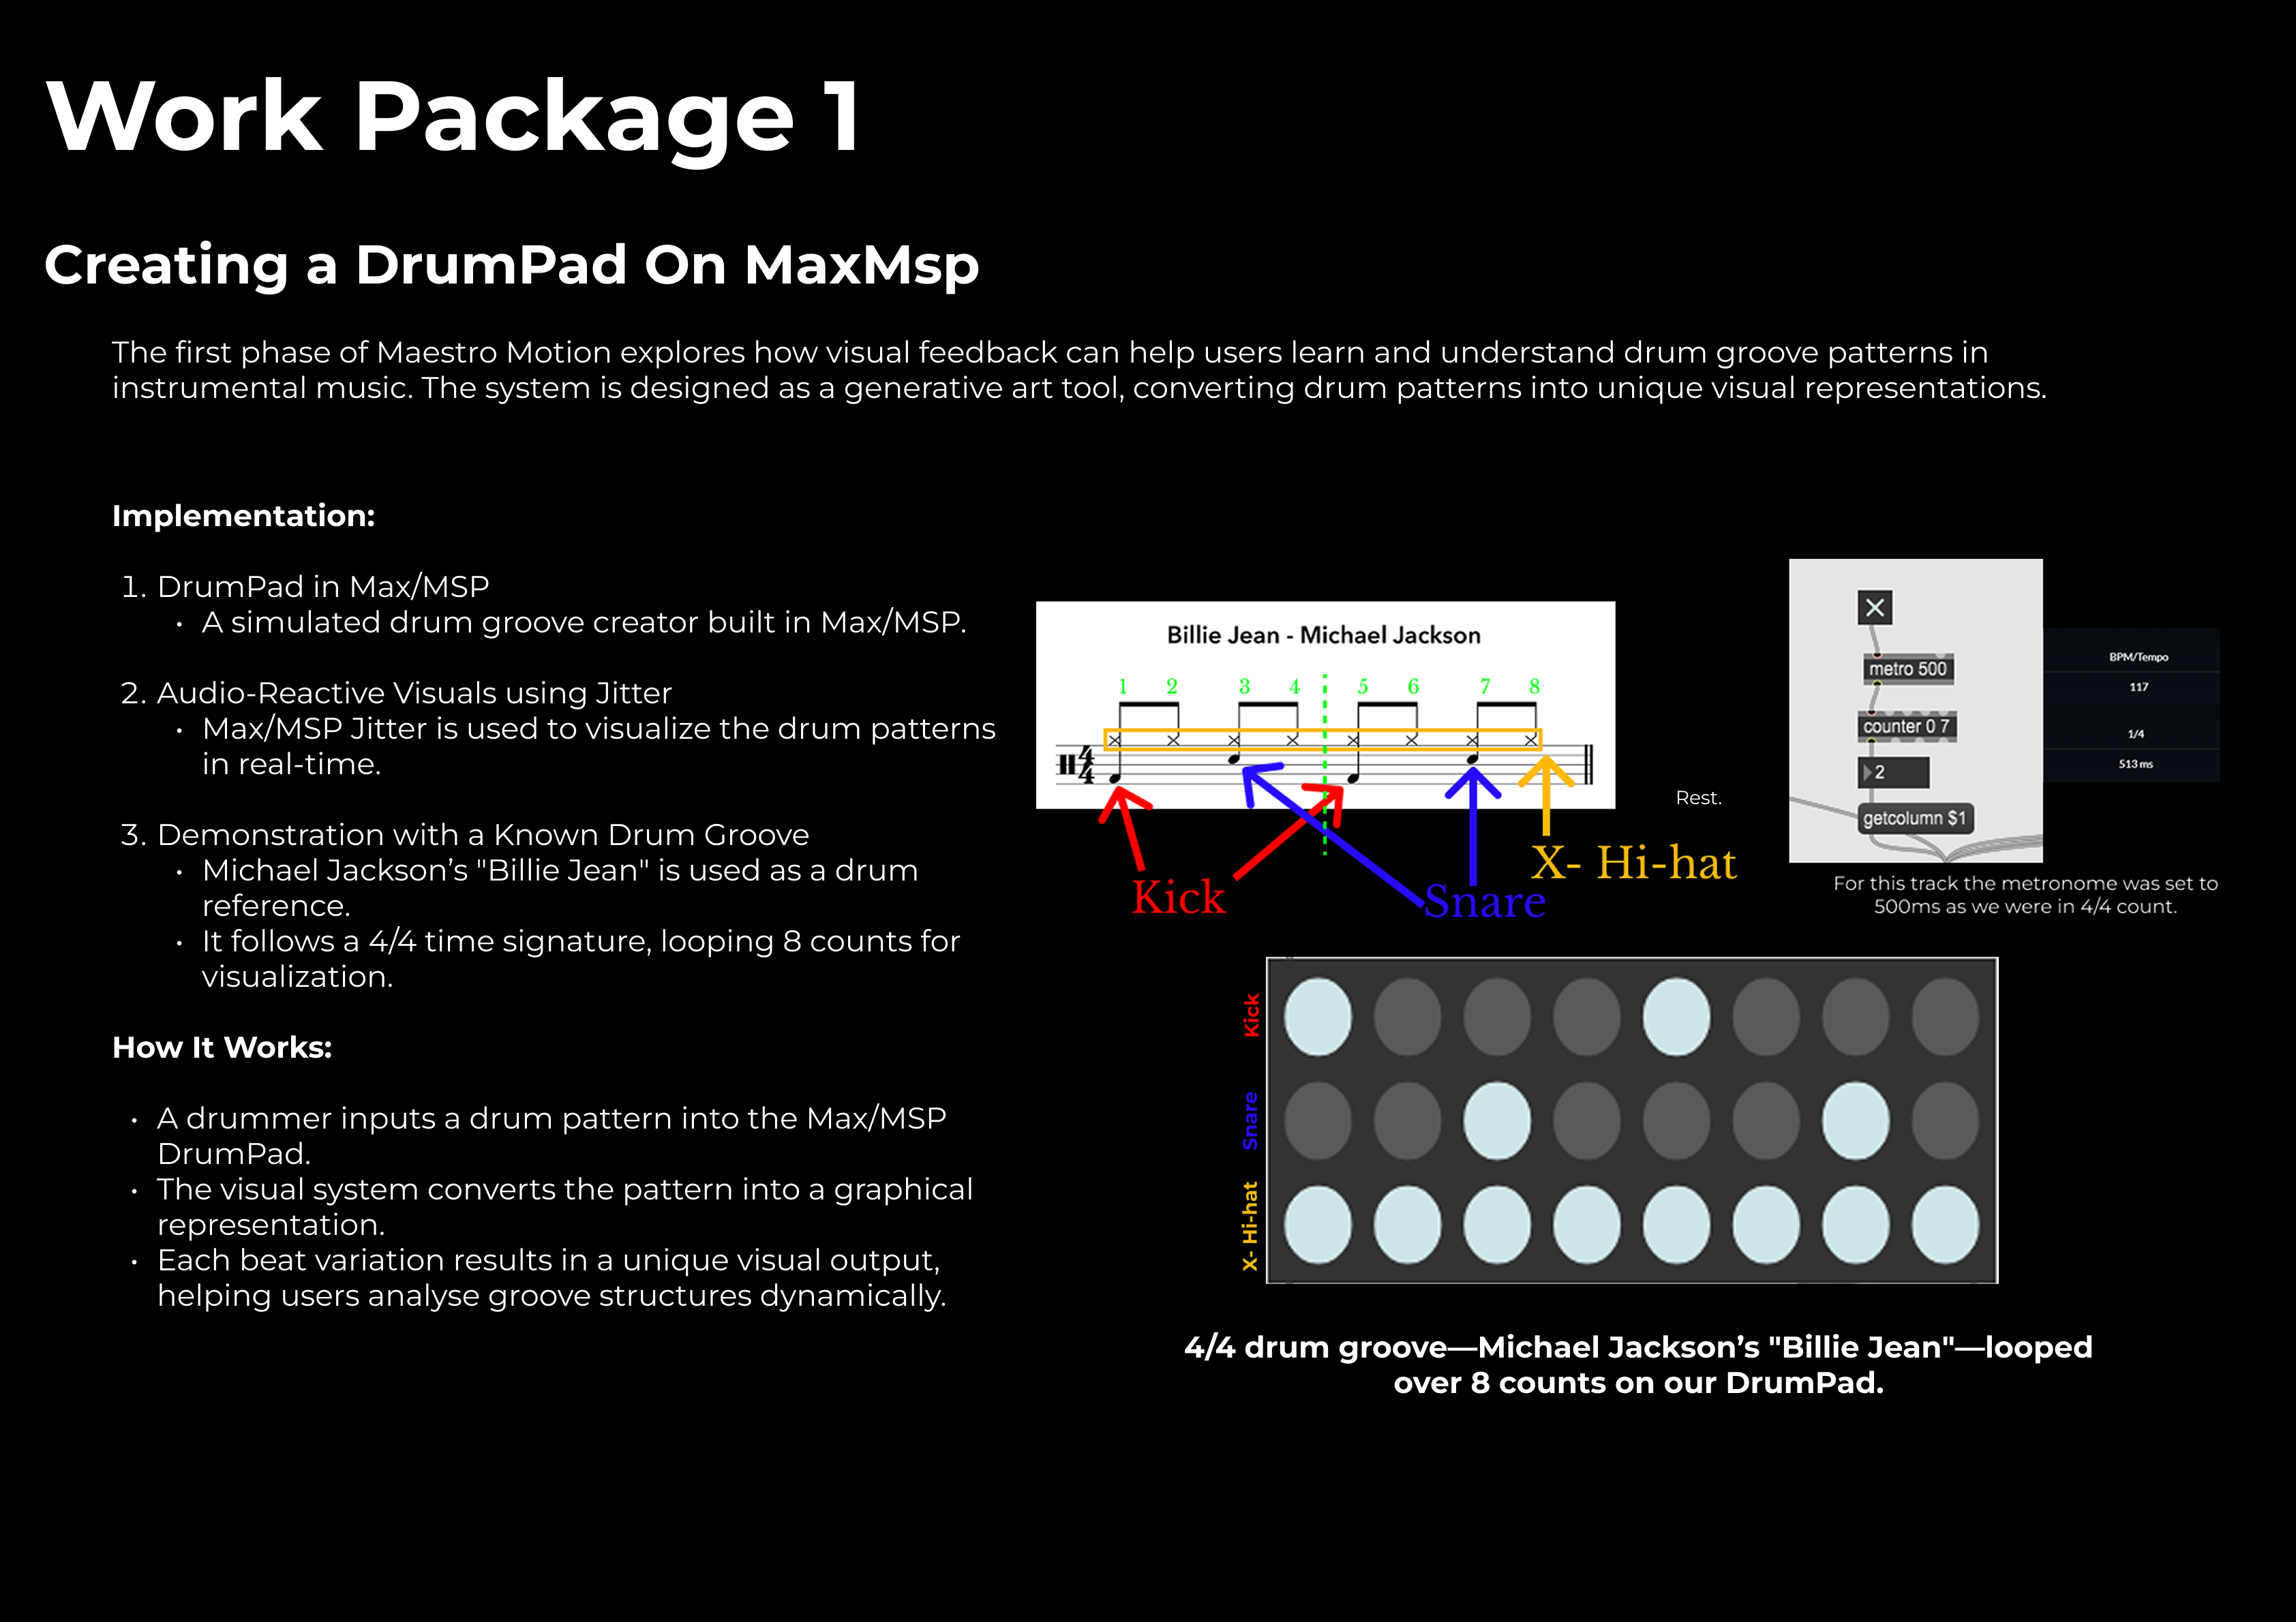 Work Package 1
Creating a DrumPad On MaxMsp
The first phase of Maestro Motion explores how visual feedback can help users learn and understand drum groove patterns in
instrumental music. The system is designed as a generative art tool, converting drum patterns into unique visual representations.
Implementation:
1. DrumPad in Max/MSP
• A simulated drum groove creator built in Max/MSP.
2. Audio-Reactive Visuals using Jitter
• Max/MSP Jitter is used to visualize the drum patterns
in real-time.
3. Demonstration with a Known Drum Groove
• Michael Jackson’s "Billie Jean" is used as a drum
reference.
• It follows a 4/4 time signature, looping 8 counts for
visualization.
How It Works:
• A drummer inputs a drum pattern into the Max/MSP
DrumPad.
• The visual system converts the pattern into a graphical
representation.
• Each beat variation results in a unique visual output,
helping users analyse groove structures dynamically.
Billie Jean - Michael Jackson
1 2 3 4 5 6 7 8
4
4
Kick
Snare
X- Hi-hat
Rest.
metro 500
counter 0 7
2
getcolumn $1
BPM/Tempo
117
1/4
513 ms
For this track the metronome was set to
500ms as we were in 4/4 count.
Kick
Snare
X- Hi-hat
4/4 drum groove—Michael Jackson’s "Billie Jean"—looped
over 8 counts on our DrumPad.